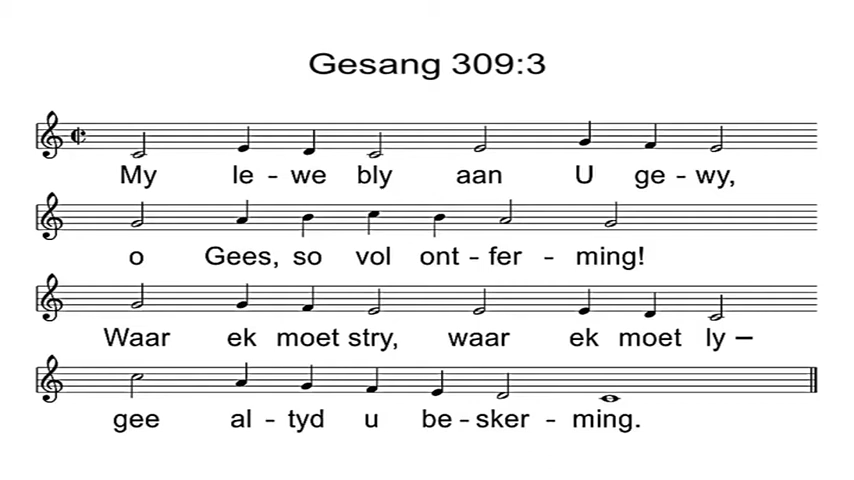 Gesang 309:3
My le - we bly aan U ge - wy,
o Gees, so vol ont - fer - ming!
Waar ek moet stry, waar ek moet ly –
gee al - tyd u be - sker - ming.